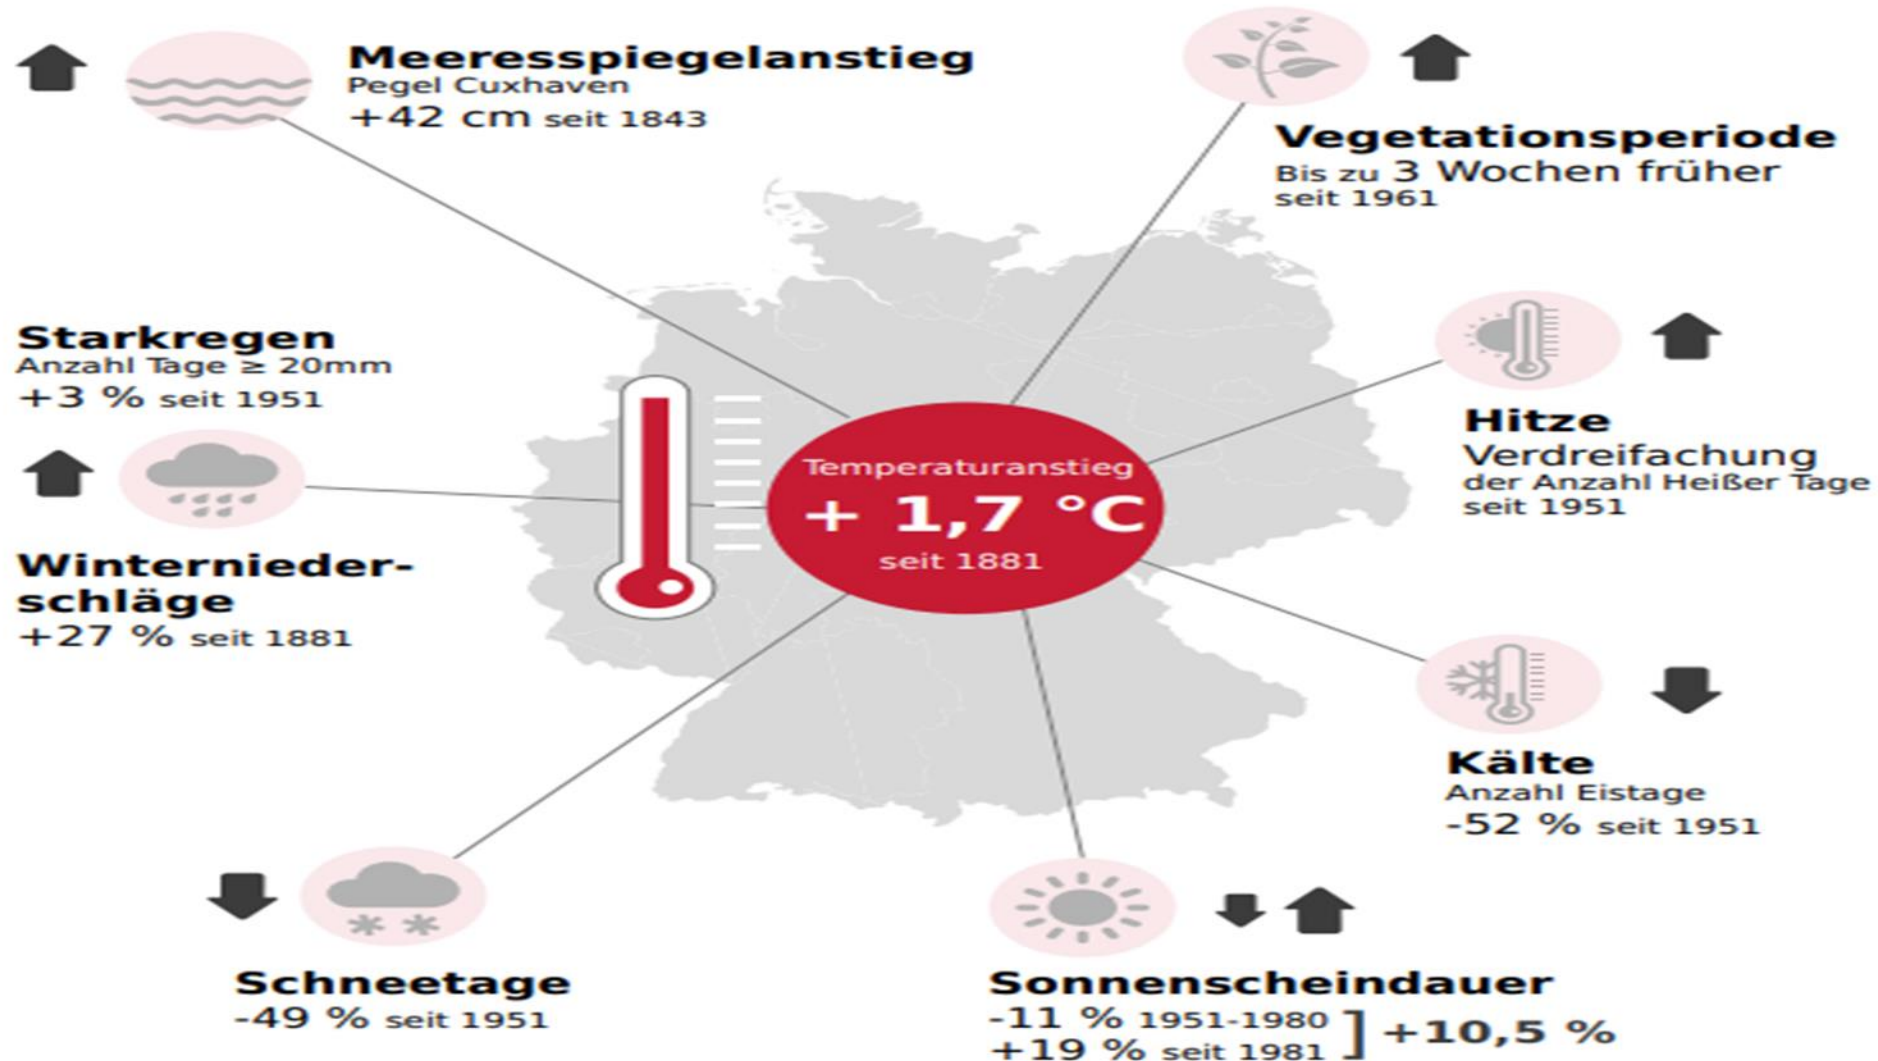 Meeresspiegelanstieg
Pegel Cuxhaven
+42 cm seit 1843
Vegetationsperiode
Bis zu 3 Wochen früher
seit 1961
Starkregen
Anzahl Tage ≥ 20mm
+3 % seit 1951
Hitze
Verdreifachung
der Anzahl Heißer Tage
seit 1951
Temperaturanstieg
+ 1,7 °C
seit 1881
Winternieder-
schläge
+27 % seit 1881
Kälte
Anzahl Eistage
-52 % seit 1951
Schneetage
-49 % seit 1951
Sonnenscheindauer
-11 % 1951-1980
+19 % seit 1981 ] +10,5 %